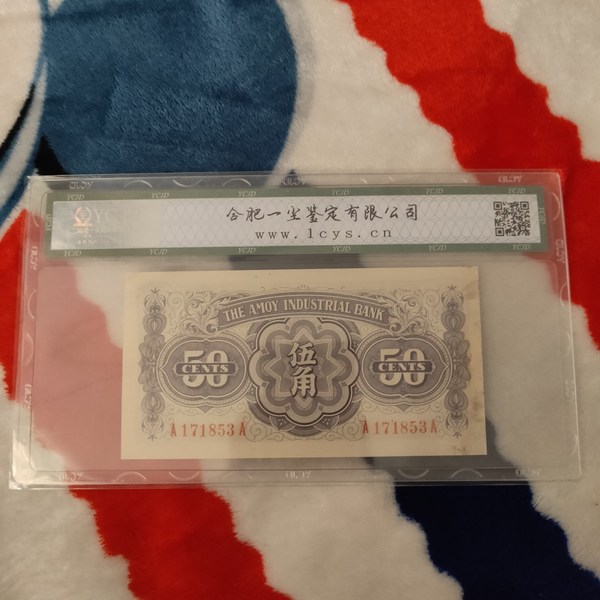 合肥一尘鉴定有限公司
www.1cys.cn
THE AMOY INDUSTRIAL BANK
50 CENTS
伍角
50 CENTS
A171853A
A171853A